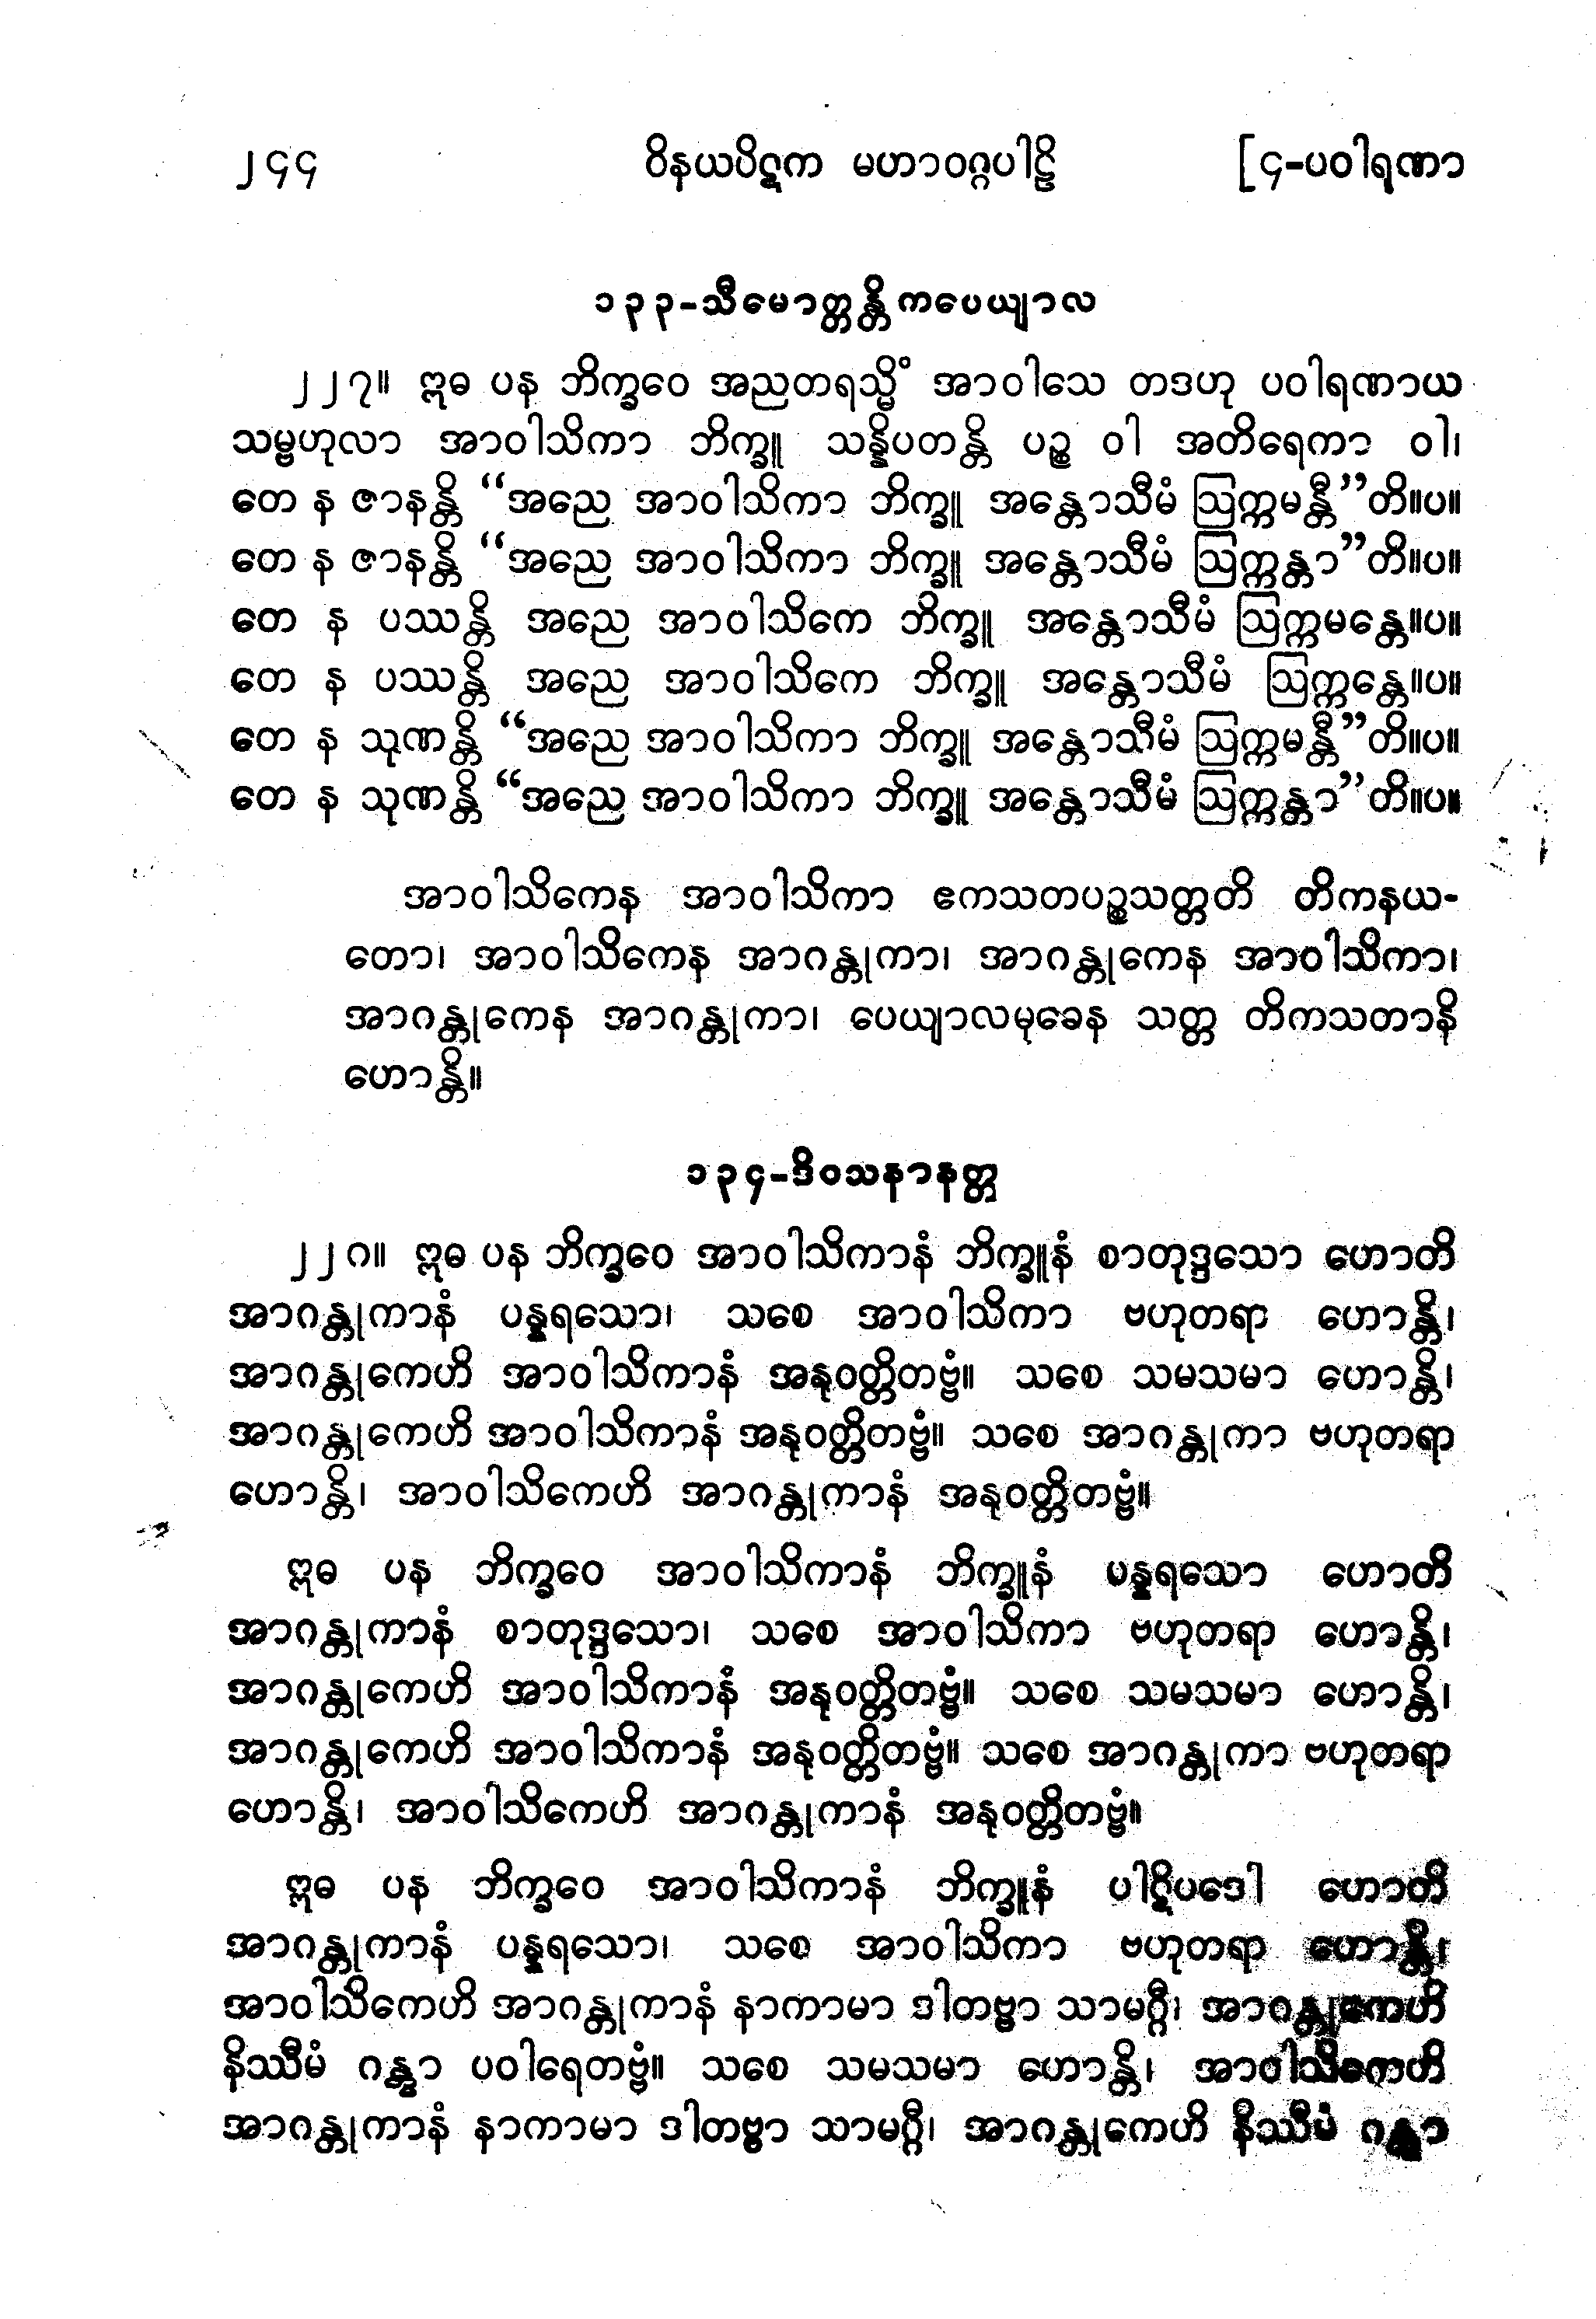 ၂၄၄ ဝိနယပိဋက မဟာဝဂ္ဂပါဠိ [၄-ပဝါရဏာ
၁၃၃-သီမောတ္တန္တိကပေယျာလ
၂၂၇။ ဣဓ ပန ဘိက္ခဝေ အညတရသ္မိံ အာဝါသေ တဒဟု ပဝါရဏာယ
သမ္ဗဟုလာ အာဝါသိကာ ဘိက္ခူ သန္နိပတန္တိ ပဉ္စ ဝါ အတိရေကာ ဝါ၊
တေ န ဇာနန္တိ “အညေ အာဝါသိကာ ဘိက္ခူ အန္တောသီမံ ဩက္ကမန္တီ”တိ။ပ။
တေ န ဇာနန္တိ “အညေ အာဝါသိကာ ဘိက္ခူ အန္တောသီမံ ဩက္ကန္တာ”တိ။ပ။
တေ န ပဿန္တိ အညေ အာဝါသိကေ ဘိက္ခူ အန္တောသီမံ ဩက္ကမန္တေ။ပ။
တေ န ပဿန္တိ အညေ အာဝါသိကေ ဘိက္ခူ အန္တောသီမံ ဩက္ကန္တေ။ပ။
တေ န သုဏန္တိ “အညေ အာဝါသိကာ ဘိက္ခူ အန္တောသီမံ ဩက္ကမန္တီ”တိ။ပ။
တေ န သုဏန္တိ “အညေ အာဝါသိကာ ဘိက္ခူ အန္တောသီမံ ဩက္ကန္တာ”တိ။ပ။
အာဝါသိကေန အာဝါသိကာ ဧကသတပဉ္စသတ္တတိ တိကနယ-
တော၊ အာဝါသိကေန အာဂန္တုကာ၊ အာဂန္တုကေန အာဝါသိကာ၊
အာဂန္တုကေန အာဂန္တုကာ၊ ပေယျာလမုခေန သတ္တ တိကသတာနိ
ဟောန္တိ။
၁၃၄-ဒိဝသနာနတ္တ
၂၂၈။ ဣဓ ပန ဘိက္ခဝေ အာဝါသိကာနံ ဘိက္ခူနံ စာတုဒ္ဒသော ဟောတိ
အာဂန္တုကာနံ ပန္နရသော၊ သစေ အာဝါသိကာ ဗဟုတရာ ဟောန္တိ၊
အာဂန္တုကေဟိ အာဝါသိကာနံ အနုဝတ္တိတဗ္ဗံ။ သစေ သမသမာ ဟောန္တိ၊
အာဂန္တုကေဟိ အာဝါသိကာနံ အနုဝတ္တိတဗ္ဗံ။ သစေ အာဂန္တုကာ ဗဟုတရာ
ဟောန္တိ၊ အာဝါသိကေဟိ အာဂန္တုကာနံ အနုဝတ္တိတဗ္ဗံ။
ဣဓ ပန ဘိက္ခဝေ အာဝါသိကာနံ ဘိက္ခူနံ ပန္နရသော ဟောတိ
အာဂန္တုကာနံ စာတုဒ္ဒသော၊ သစေ အာဝါသိကာ ဗဟုတရာ ဟောန္တိ၊
အာဂန္တုကေဟိ အာဝါသိကာနံ အနုဝတ္တိတဗ္ဗံ။ သစေ သမသမာ ဟောန္တိ၊
အာဂန္တုကေဟိ အာဝါသိကာနံ အနုဝတ္တိတဗ္ဗံ။ သစေ အာဂန္တုကာ ဗဟုတရာ
ဟောန္တိ၊ အာဝါသိကေဟိ အာဂန္တုကာနံ အနုဝတ္တိတဗ္ဗံ။
ဣဓ ပန ဘိက္ခဝေ အာဝါသိကာနံ ဘိက္ခူနံ ပါဋိပဒေါ ဟောတိ
အာဂန္တုကာနံ ပန္နရသော၊ သစေ အာဝါသိကာ ဗဟုတရာ ဟောန္တိ၊
အာဝါသိကေဟိ အာဂန္တုကာနံ နာကာမာ ဒါတဗ္ဗာ သာမဂ္ဂီ၊ အာဂန္တုကေဟိ
နိဿီမံ ဂန္တွာ ပဝါရေတဗ္ဗံ။ သစေ သမသမာ ဟောန္တိ၊ အာဝါသိကေဟိ
အာဂန္တုကာနံ နာကာမာ ဒါတဗ္ဗာ သာမဂ္ဂီ၊ အာဂန္တုကေဟိ နိဿီမံ ဂန္တွာ